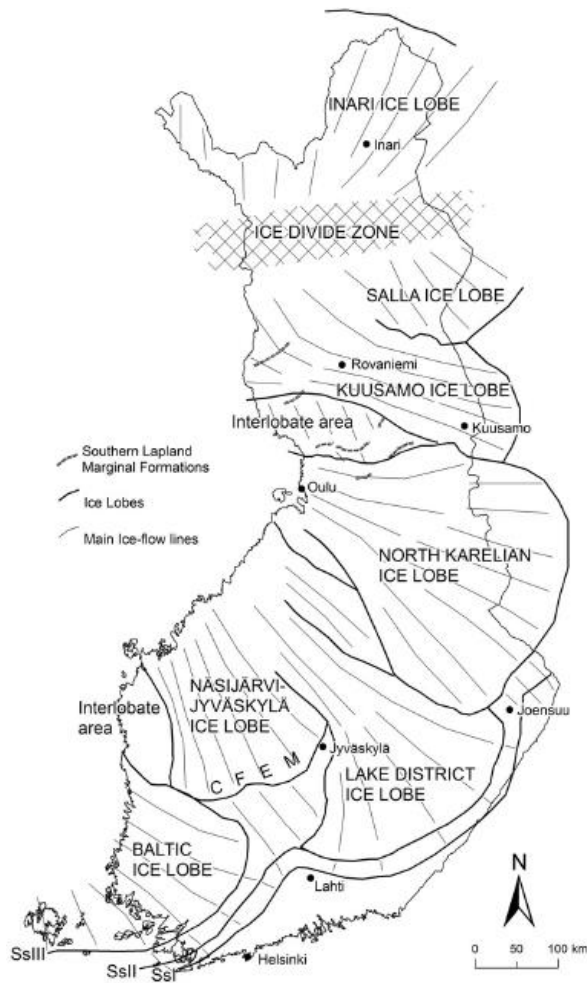 INARI ICE LOBE
Inari
ICE DIVIDE ZONE
SALLA ICE LOBE
Rovaniemi
KUUSAMO ICE LOBE
Interlobate area
Kuusamo
Southern Lapland
Marginal Formations
Ice Lobes
Main Ice-flow lines
Oulu
NORTH KARELIAN
ICE LOBE
NÄSIJÄRVI-
JYVÄSKYLÄ
ICE LOBE
Interlobate
area
Joensuu
Jyväskylä
C F E M
LAKE DISTRICT
ICE LOBE
BALTIC
ICE LOBE
Lahti
N
SsIII
SsII
SsI
Helsinki
0 50 100 km